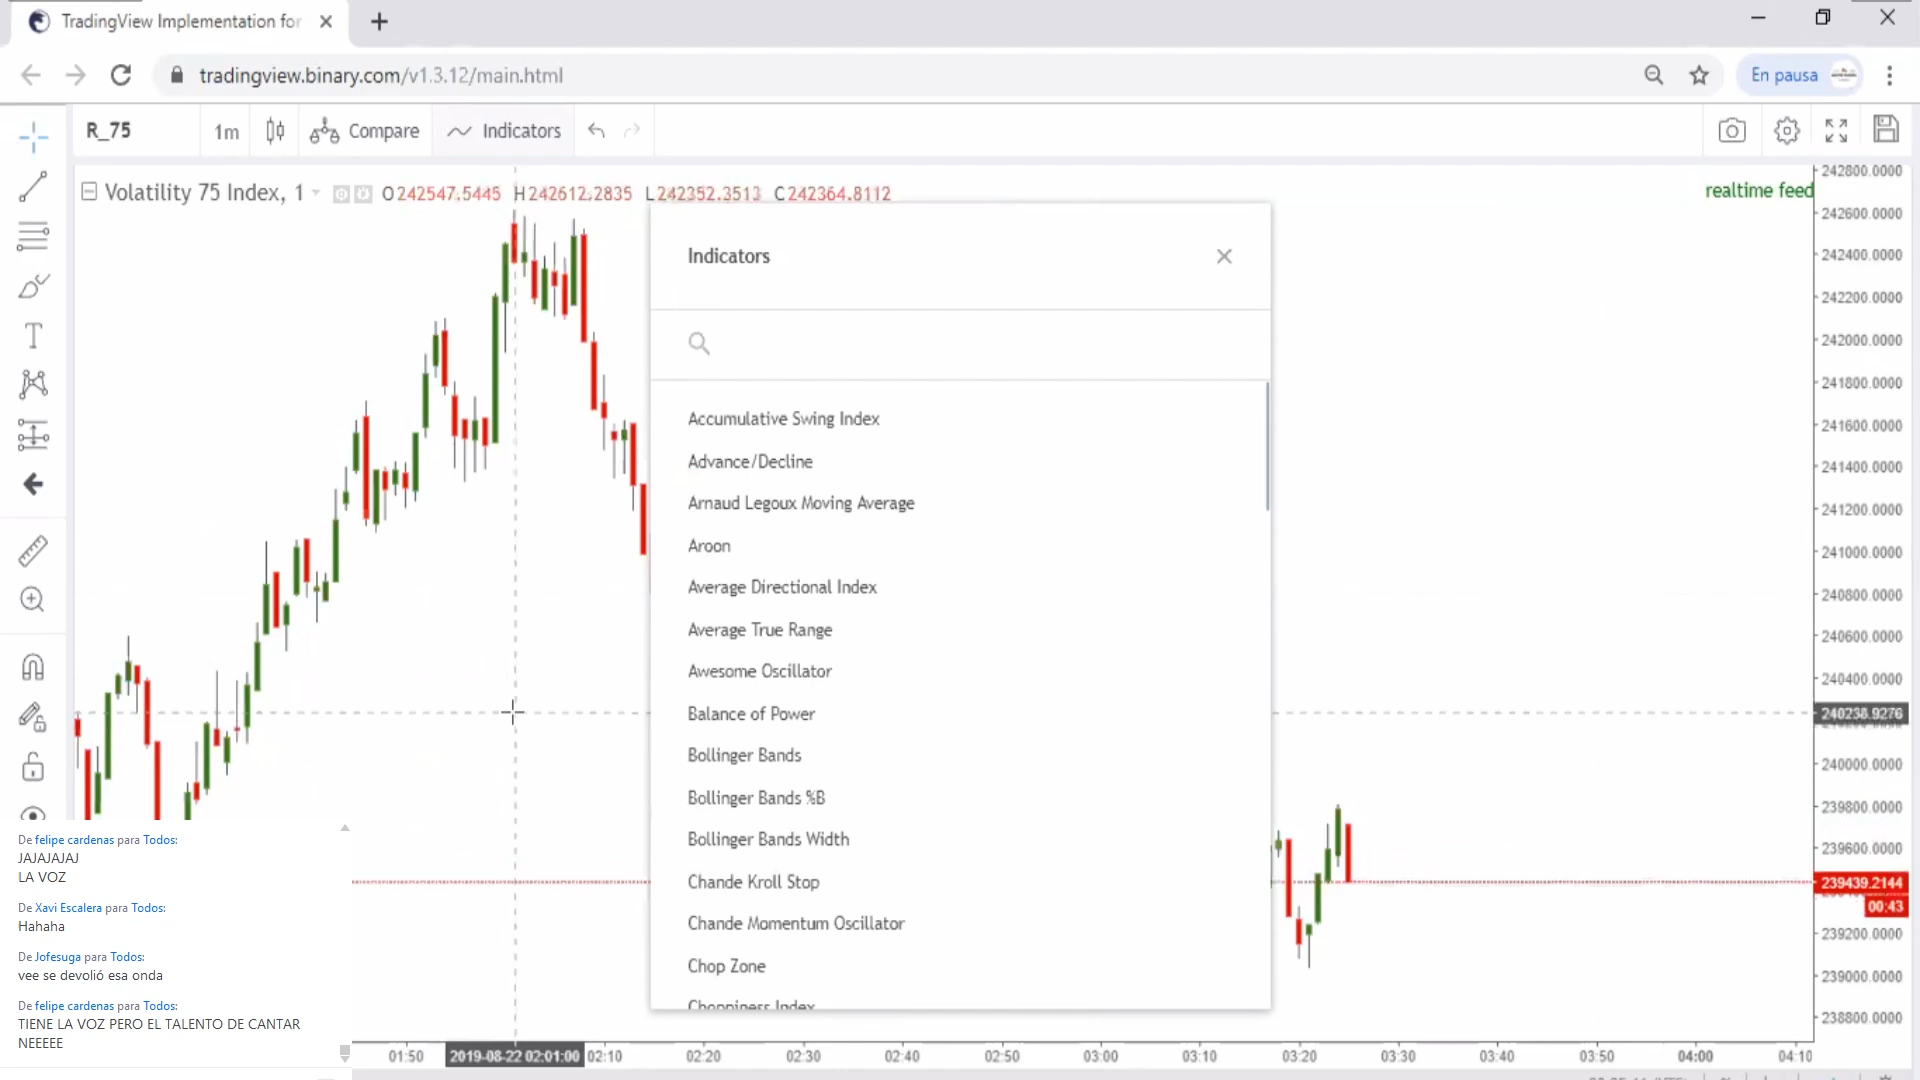 TradingView Implementation for
tradingview.binary.com/v1.3.12/main.html
En pausa
R_75
1m
Compare
Indicators
Volatility 75 Index, 1
O242547.5445 H242612.2835 L242352.3513 C242364.8112
realtime feed
Indicators
Accumulative Swing Index
Advance/Decline
Arnaud Legoux Moving Average
Aroon
Average Directional Index
Average True Range
Awesome Oscillator
Balance of Power
Bollinger Bands
Bollinger Bands %B
Bollinger Bands Width
Chande Kroll Stop
Chande Momentum Oscillator
Chop Zone
Choppiness Index
242800.0000
242600.0000
242400.0000
242200.0000
242000.0000
241800.0000
241600.0000
241400.0000
241200.0000
241000.0000
240800.0000
240600.0000
240400.0000
240238.9276
240000.0000
239800.0000
239600.0000
239439.2144
00:43
239200.0000
239000.0000
238800.0000
De felipe cardenas para Todos:
JAJAJAJAJ
LA VOZ
De Xavi Escalera para Todos:
Hahaha
De Jofesuga para Todos:
vee se devolió esa onda
De felipe cardenas para Todos:
TIENE LA VOZ PERO EL TALENTO DE CANTAR
NEEEEE
01:50
2019-08-22 02:01:00
02:10
02:20
02:30
02:40
02:50
03:00
03:10
03:20
03:30
03:40
03:50
04:00
04:10